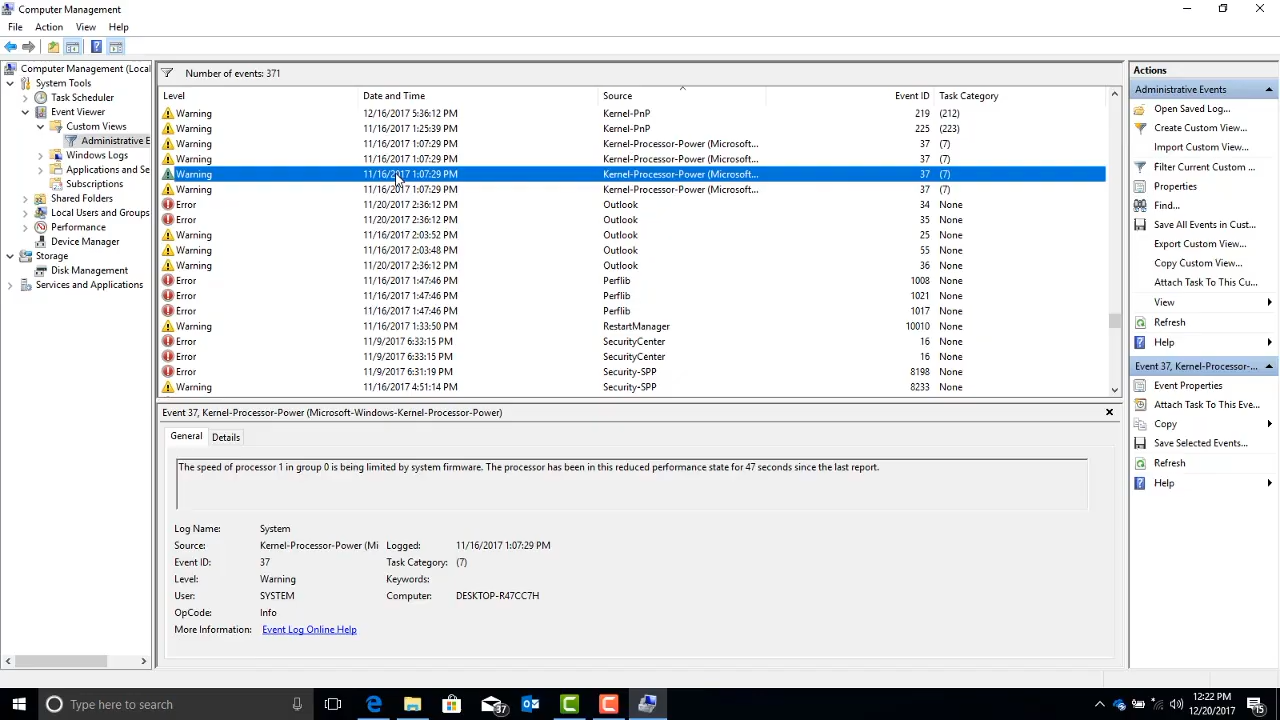 Computer Management
File Action View Help
Computer Management (Local
System Tools
Task Scheduler
Event Viewer
Custom Views
Administrative E
Windows Logs
Applications and Se
Subscriptions
Shared Folders
Local Users and Groups
Performance
Device Manager
Storage
Disk Management
Services and Applications
Number of events: 371
Level Date and Time Source Event ID Task Category
Warning 12/16/2017 5:36:12 PM Kernel-PnP 219 (212)
Warning 11/16/2017 1:25:39 PM Kernel-PnP 225 (223)
Warning 11/16/2017 1:07:29 PM Kernel-Processor-Power (Microsoft... 37 (7)
Warning 11/16/2017 1:07:29 PM Kernel-Processor-Power (Microsoft... 37 (7)
Warning 11/16/2017 1:07:29 PM Kernel-Processor-Power (Microsoft... 37 (7)
Warning 11/16/2017 1:07:29 PM Kernel-Processor-Power (Microsoft... 37 (7)
Error 11/20/2017 2:36:12 PM Outlook 34 None
Error 11/20/2017 2:36:12 PM Outlook 35 None
Warning 11/16/2017 2:03:52 PM Outlook 25 None
Warning 11/16/2017 2:03:48 PM Outlook 55 None
Warning 11/20/2017 2:36:12 PM Outlook 36 None
Error 11/16/2017 1:47:46 PM Perflib 1008 None
Error 11/16/2017 1:47:46 PM Perflib 1021 None
Error 11/16/2017 1:47:46 PM Perflib 1017 None
Warning 11/16/2017 1:33:50 PM RestartManager 10010 None
Error 11/9/2017 6:33:15 PM SecurityCenter 16 None
Error 11/9/2017 6:33:15 PM SecurityCenter 16 None
Error 11/9/2017 6:31:19 PM Security-SPP 8198 None
Warning 11/16/2017 4:51:14 PM Security-SPP 8233 None
Event 37, Kernel-Processor-Power (Microsoft-Windows-Kernel-Processor-Power)
General Details
The speed of processor 1 in group 0 is being limited by system firmware. The processor has been in this reduced performance state for 47 seconds since the last report.
Log Name: System
Source: Kernel-Processor-Power (Mi Logged: 11/16/2017 1:07:29 PM
Event ID: 37 Task Category: (7)
Level: Warning Keywords:
User: SYSTEM Computer: DESKTOP-R47CC7H
OpCode: Info
More Information: Event Log Online Help
Actions
Administrative Events
Open Saved Log...
Create Custom View...
Import Custom View...
Filter Current Custom ...
Properties
Find...
Save All Events in Cust...
Export Custom View...
Copy Custom View...
Attach Task To This Cu...
View
Refresh
Help
Event 37, Kernel-Processor-...
Event Properties
Attach Task To This Eve...
Copy
Save Selected Events...
Refresh
Help
Type here to search
37
12:22 PM
12/20/2017
15